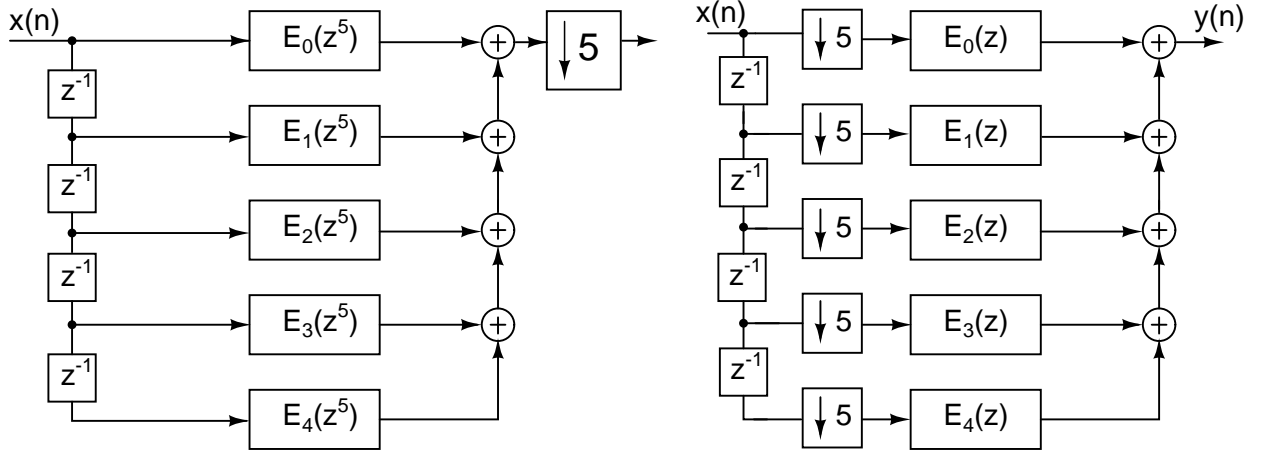 x(n)
E₀(z⁵)
↓ 5
z⁻¹
E₁(z⁵)
z⁻¹
E₂(z⁵)
z⁻¹
E₃(z⁵)
z⁻¹
E₄(z⁵)
+
+
+
+
x(n)
↓ 5
E₀(z)
y(n)
z⁻¹
↓ 5
E₁(z)
z⁻¹
↓ 5
E₂(z)
z⁻¹
↓ 5
E₃(z)
z⁻¹
↓ 5
E₄(z)
+
+
+
+